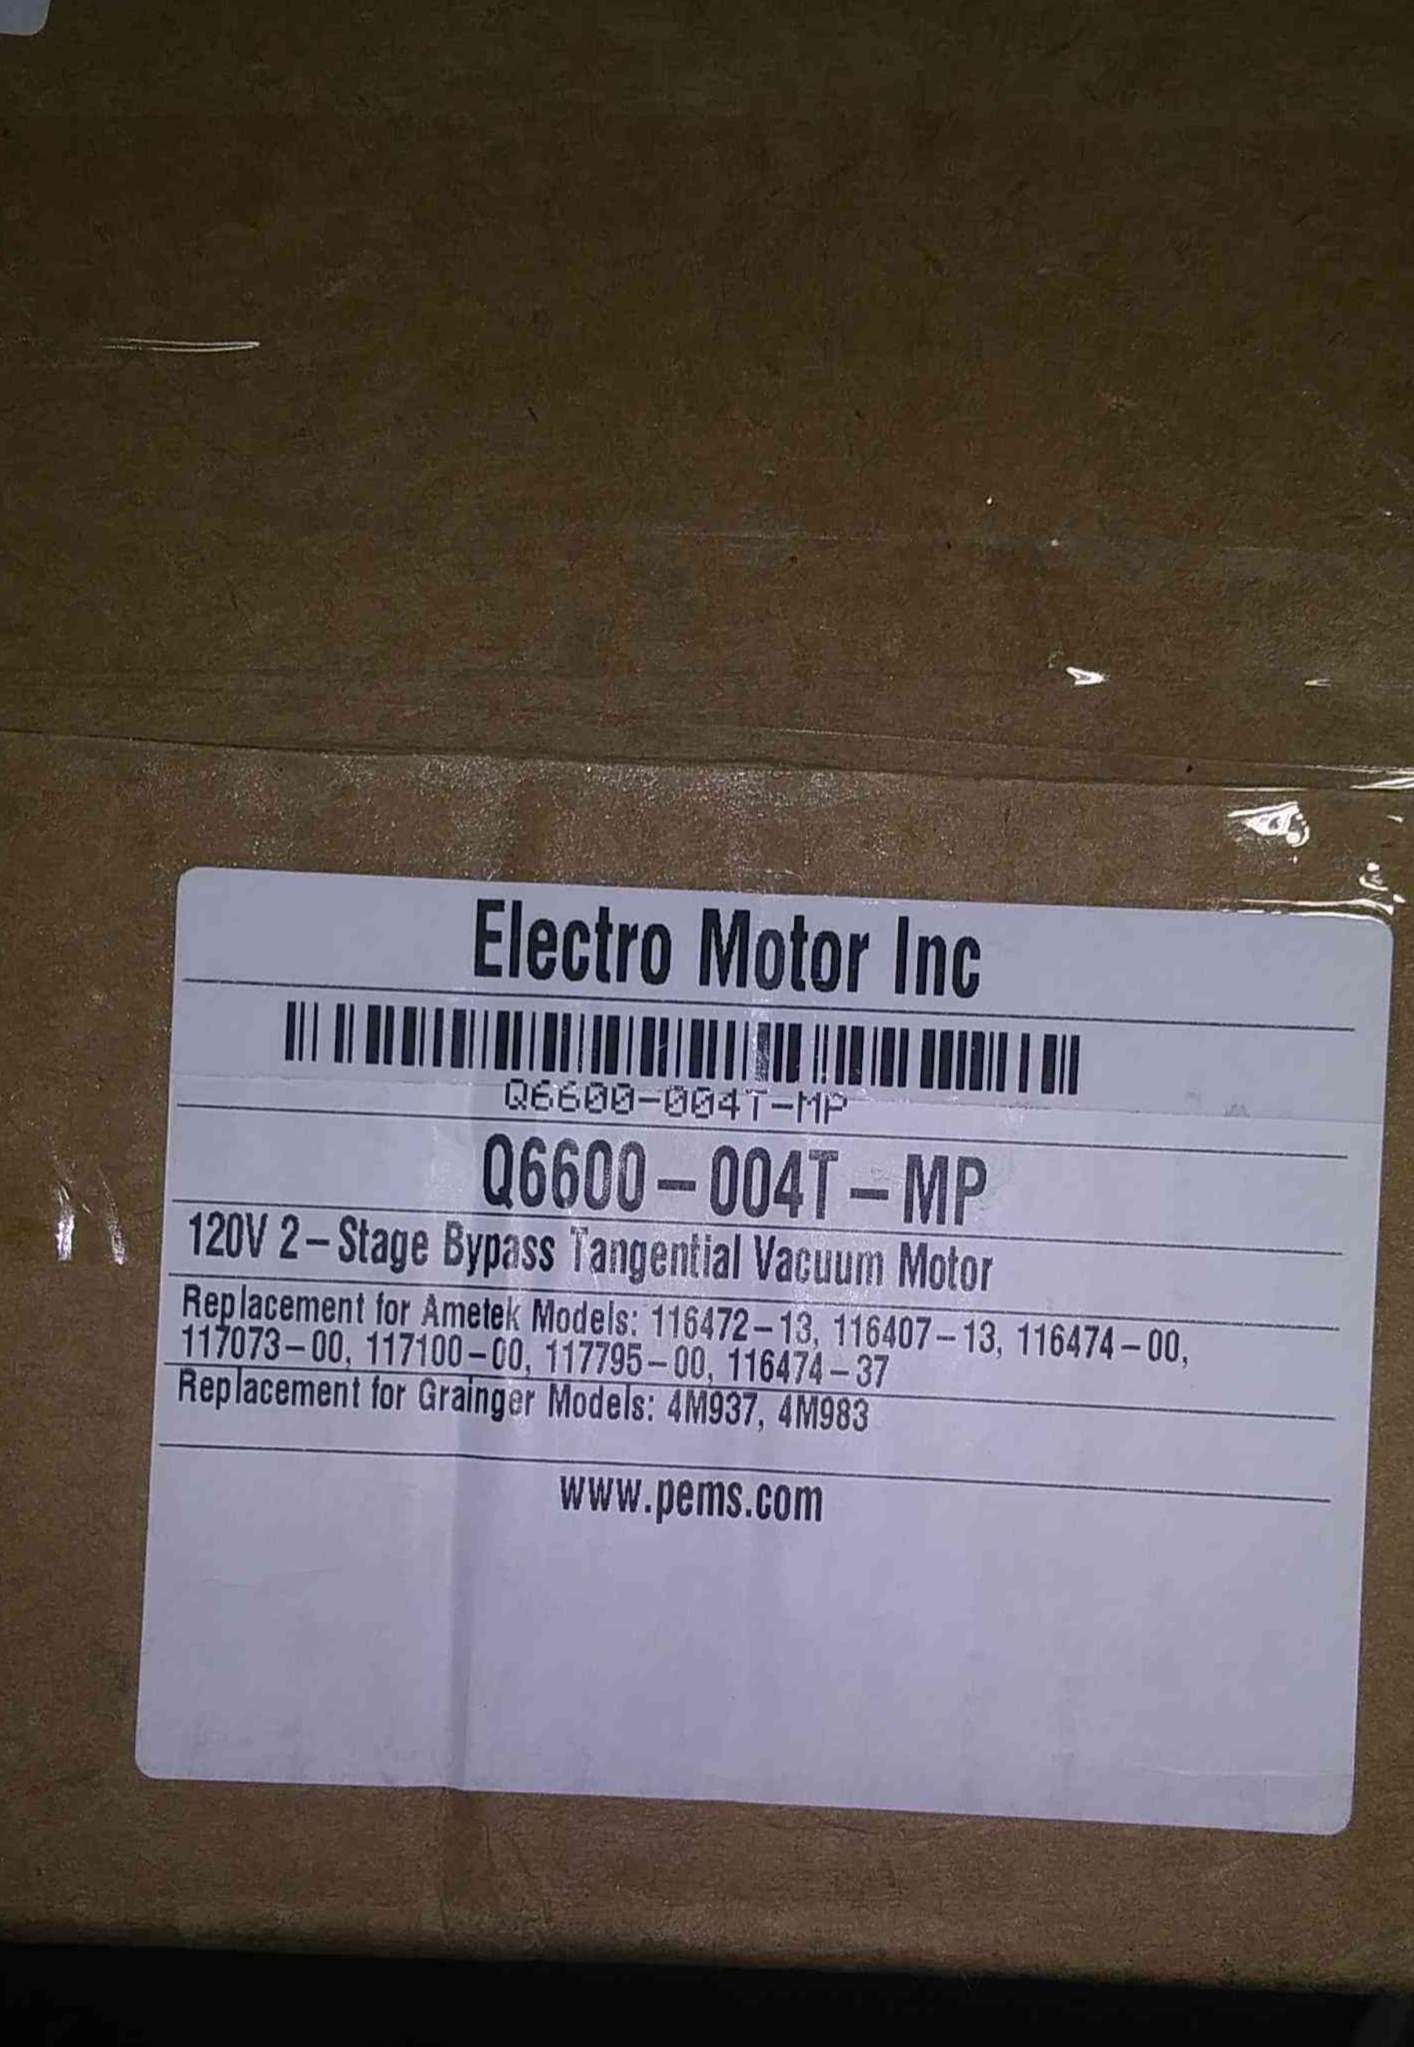 Electro Motor Inc
Q6600-004T-MP
Q6600-004T-MP
120V 2-Stage Bypass Tangential Vacuum Motor
Replacement for Ametek Models: 116472-13, 116407-13, 116474-00,
117073-00, 117100-00, 117795-00, 116474-37
Replacement for Grainger Models: 4M937, 4M983
www.pems.com